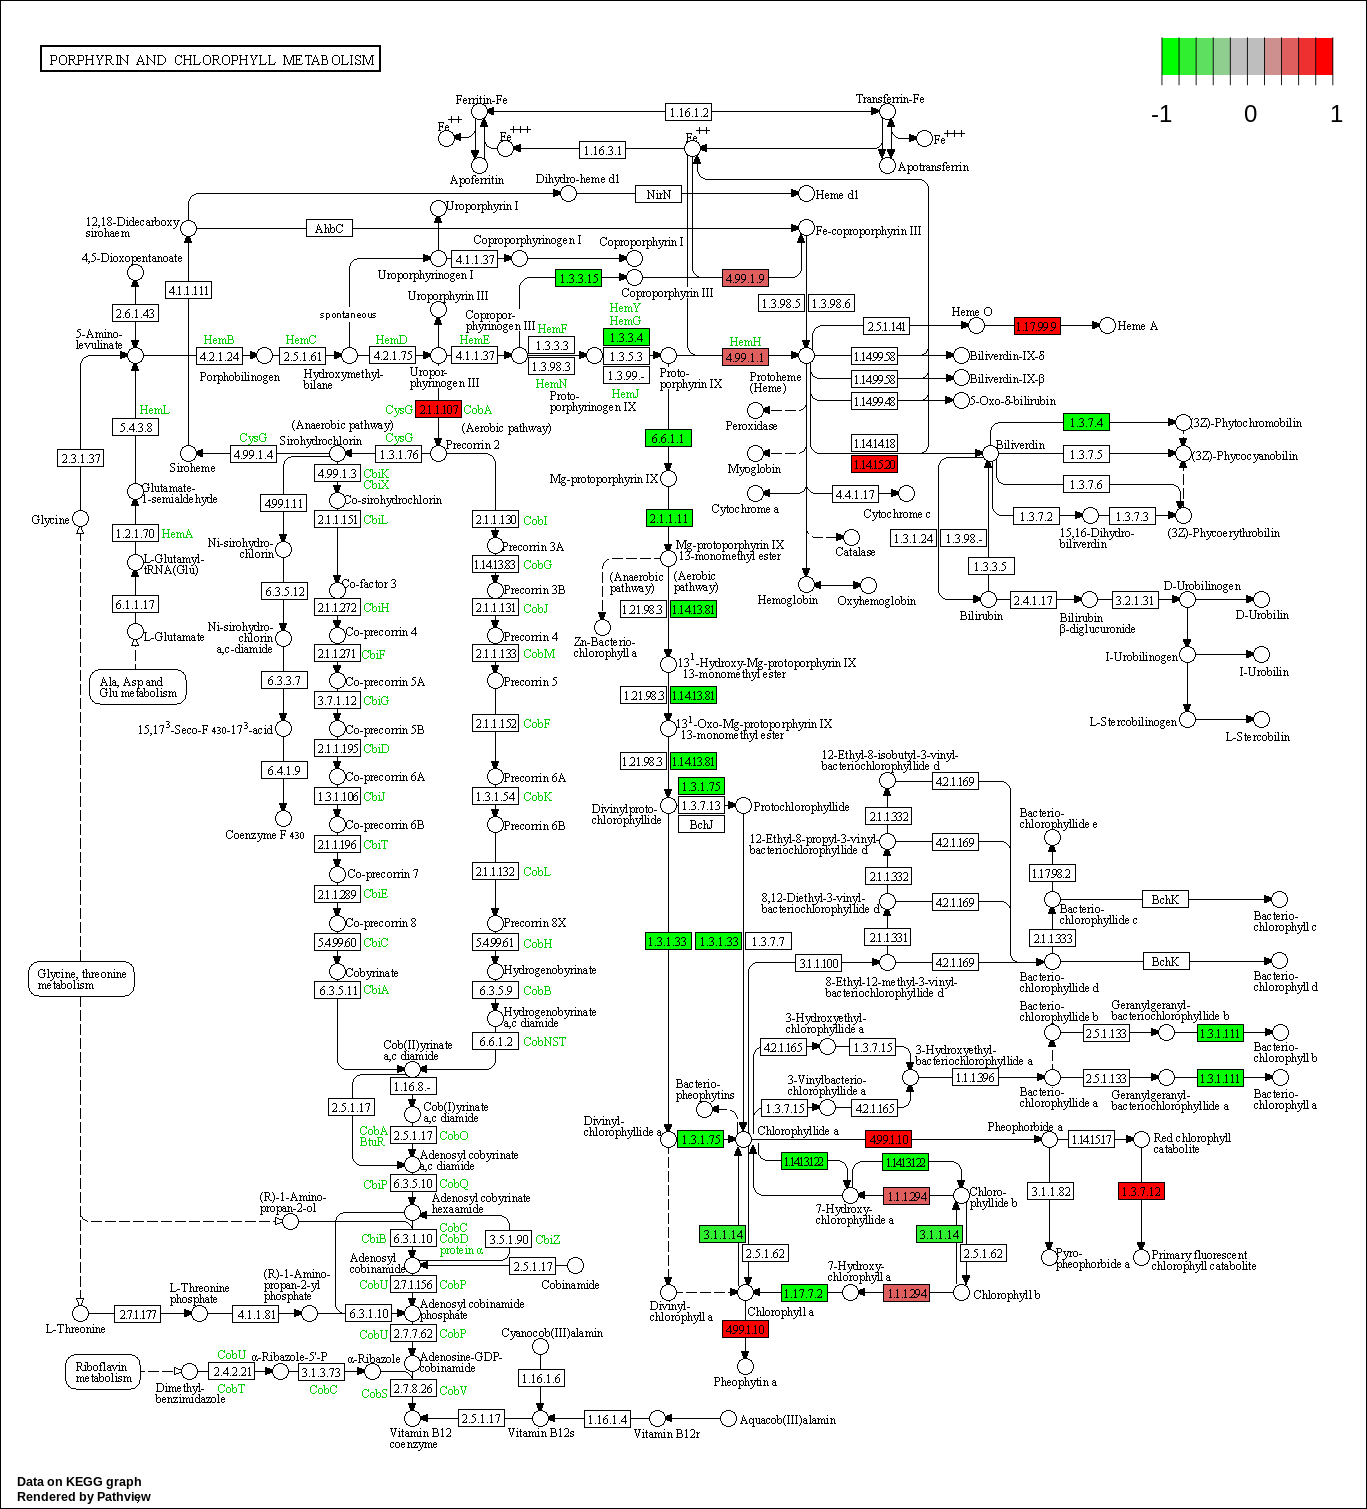 PORPHYRIN AND CHLOROPHYLL METABOLISM
-1
0
1
Ferritin-Fe
1.16.1.2
Transferrin-Fe
Fe++
Fe+++
Fe++
Fe+++
1.16.3.1
Apoferritin
Apotransferrin
Dihydro-heme d1
NirN
Heme d1
Uroporphyrin I
12,18-Didecarboxy
sirohaem
AhbC
Fe-coproporphyrin III
Coproporphyrinogen I
Coproporphyrin I
4,5-Dioxopentanoate
4.1.1.37
Uroporphyrinogen I
1.3.3.15
4.99.1.9
Coproporphyrin III
4.1.1.111
Uroporphyrin III
1.3.98.5
1.3.98.6
2.6.1.43
spontaneous
Copropor-
phyrinogen III
HemY
HemG
Heme O
5-Amino-
levulinate
HemB
HemC
HemD
HemE
HemF
1.3.3.4
HemH
2.5.1.141
1.17.99.9
Heme A
4.2.1.24
2.5.1.61
4.2.1.75
4.1.1.37
1.3.3.3
1.3.5.3
4.99.1.1
1.14.99.58
Biliverdin-IX-δ
1.3.98.3
1.3.99.-
Porphobilinogen
Hydroxymethyl-
bilane
Uropor-
phyrinogen III
HemN
HemJ
Proto-
porphyrinogen IX
Proto-
porphyrin IX
Protoheme
(Heme)
1.14.99.58
Biliverdin-IX-β
1.14.99.48
5-Oxo-δ-bilirubin
HemL
CysG
2.1.1.107
CobA
Peroxidase
5.4.3.8
(Anaerobic pathway)
(Aerobic pathway)
6.6.1.1
1.3.7.4
(3Z)-Phytochromobilin
CysG
Sirohydrochlorin
CysG
1.14.14.18
Biliverdin
2.3.1.37
Siroheme
4.99.1.4
1.3.1.76
Precorrin 2
Myoglobin
1.14.15.20
1.3.7.5
(3Z)-Phycocyanobilin
4.99.1.3
CbiK
CbiX
Mg-protoporphyrin IX
1.3.7.6
Glutamate-
1-semialdehyde
4.99.1.11
Co-sirohydrochlorin
Cytochrome a
4.4.1.17
Cytochrome c
Glycine
2.1.1.151
CbiL
2.1.1.130
CobI
2.1.1.11
1.3.7.2
1.3.7.3
15,16-Dihydro-
biliverdin
(3Z)-Phycoerythrobilin
1.2.1.70
HemA
Ni-sirohydro-
chlorin
Precorrin 3A
Mg-protoporphyrin IX
13-monomethyl ester
Catalase
1.3.1.24
1.3.98.-
L-Glutamyl-
tRNA(Glu)
1.14.13.83
CobG
1.3.3.5
Co-factor 3
Precorrin 3B
(Anaerobic
pathway)
(Aerobic
pathway)
Hemoglobin
Oxyhemoglobin
D-Urobilinogen
6.3.5.12
6.1.1.17
2.1.1.272
CbiH
2.1.1.131
CobJ
1.21.98.3
1.14.13.81
Bilirubin
2.4.1.17
Bilirubin
β-diglucuronide
3.2.1.31
D-Urobilin
L-Glutamate
Ni-sirohydro-
chlorin
a,c-diamide
Co-precorrin 4
Precorrin 4
Zn-Bacterio-
chlorophyll a
2.1.1.271
CbiF
2.1.1.133
CobM
13¹-Hydroxy-Mg-protoporphyrin IX
13-monomethyl ester
I-Urobilinogen
I-Urobilin
Ala, Asp and
Glu metabolism
6.3.3.7
Co-precorrin 5A
Precorrin 5
3.7.1.12
CbiG
1.21.98.3
1.14.13.81
15,17³-Seco-F 430-17³-acid
Co-precorrin 5B
2.1.1.152
CobF
13¹-Oxo-Mg-protoporphyrin IX
13-monomethyl ester
L-Stercobilinogen
L-Stercobilin
2.1.1.195
CbiD
12-Ethyl-8-isobutyl-3-vinyl-
bacteriochlorophyllide d
6.4.1.9
Co-precorrin 6A
Precorrin 6A
1.21.98.3
1.14.13.81
4.2.1.169
1.3.1.106
CbiJ
1.3.1.54
CobK
1.3.1.75
Divinylproto-
chlorophyllide
1.3.7.13
BchJ
Protochlorophyllide
2.1.1.332
Bacterio-
chlorophyllide e
Coenzyme F 430
Co-precorrin 6B
Precorrin 6B
12-Ethyl-8-propyl-3-vinyl-
bacteriochlorophyllide d
4.2.1.169
2.1.1.196
CbiT
2.1.1.132
CobL
2.1.1.332
1.17.98.2
Co-precorrin 7
2.1.1.289
CbiE
8,12-Diethyl-3-vinyl-
bacteriochlorophyllide d
4.2.1.169
Bacterio-
chlorophyllide c
BchK
Bacterio-
chlorophyll c
Co-precorrin 8
Precorrin 8X
5.4.99.60
CbiC
5.4.99.61
CobH
1.3.1.33
1.3.1.33
1.3.7.7
2.1.1.331
2.1.1.333
Glycine, threonine
metabolism
Cobyrinate
Hydrogenobyrinate
3.1.1.100
4.2.1.169
8-Ethyl-12-methyl-3-vinyl-
bacteriochlorophyllide d
Bacterio-
chlorophyllide d
BchK
Bacterio-
chlorophyll d
6.3.5.11
CbiA
6.3.5.9
CobB
Hydrogenobyrinate
a,c diamide
3-Hydroxyethyl-
chlorophyllide a
Bacterio-
chlorophyllide b
Geranylgeranyl-
bacteriochlorophyllide b
6.6.1.2
CobNST
4.2.1.165
1.3.7.15
3-Hydroxyethyl-
bacteriochlorophyllide a
2.5.1.133
1.3.1.111
Bacterio-
chlorophyll b
Cob(II)yrinate
a,c diamide
1.16.8.-
3-Vinylbacterio-
chlorophyllide a
1.1.1.396
2.5.1.133
1.3.1.111
Bacterio-
pheophytins
Bacterio-
chlorophyllide a
Geranylgeranyl-
bacteriochlorophyllide a
Bacterio-
chlorophyll a
2.5.1.17
Cob(I)yrinate
a,c diamide
1.3.7.15
4.2.1.165
CobA
BtuR
2.5.1.17
CobO
Divinyl-
chlorophyllide a
1.3.1.75
Chlorophyllide a
4.99.1.10
Pheophorbide a
1.14.15.17
Red chlorophyll
catabolite
Adenosyl cobyrinate
a,c diamide
1.14.13.122
1.14.13.122
CbiP
6.3.5.10
CobQ
1.1.1.294
Chloro-
phyllide b
3.1.1.82
1.3.7.12
(R)-1-Amino-
propan-2-ol
Adenosyl cobyrinate
hexaamide
7-Hydroxy-
chlorophyllide a
CbiB
6.3.1.10
CobC
CobD
protein α
3.5.1.90
CbiZ
3.1.1.14
3.1.1.14
2.5.1.62
2.5.1.62
Adenosyl
cobinamide
2.5.1.17
Cobinamide
Pyro-
pheophorbide a
Primary fluorescent
chlorophyll catabolite
(R)-1-Amino-
propan-2-yl
phosphate
CobU
2.7.1.156
CobP
7-Hydroxy-
chlorophyll a
L-Threonine
phosphate
1.17.7.2
1.1.1.294
Chlorophyll b
L-Threonine
2.7.1.177
4.1.1.81
6.3.1.10
Adenosyl cobinamide
phosphate
Divinyl-
chlorophyll a
Chlorophyll a
CobU
2.7.7.62
CobP
Cyanocob(III)alamin
4.99.1.10
Riboflavin
metabolism
CobU
α-Ribazole-5'-P
α-Ribazole
Adenosine-GDP-
cobinamide
2.4.2.21
3.1.3.73
1.16.1.6
Pheophytin a
Dimethyl-
benzimidazole
CobT
CobC
CobS
2.7.8.26
CobV
2.5.1.17
1.16.1.4
Aquacob(III)alamin
Vitamin B12
coenzyme
Vitamin B12s
Vitamin B12r
Data on KEGG graph
Rendered by Pathview